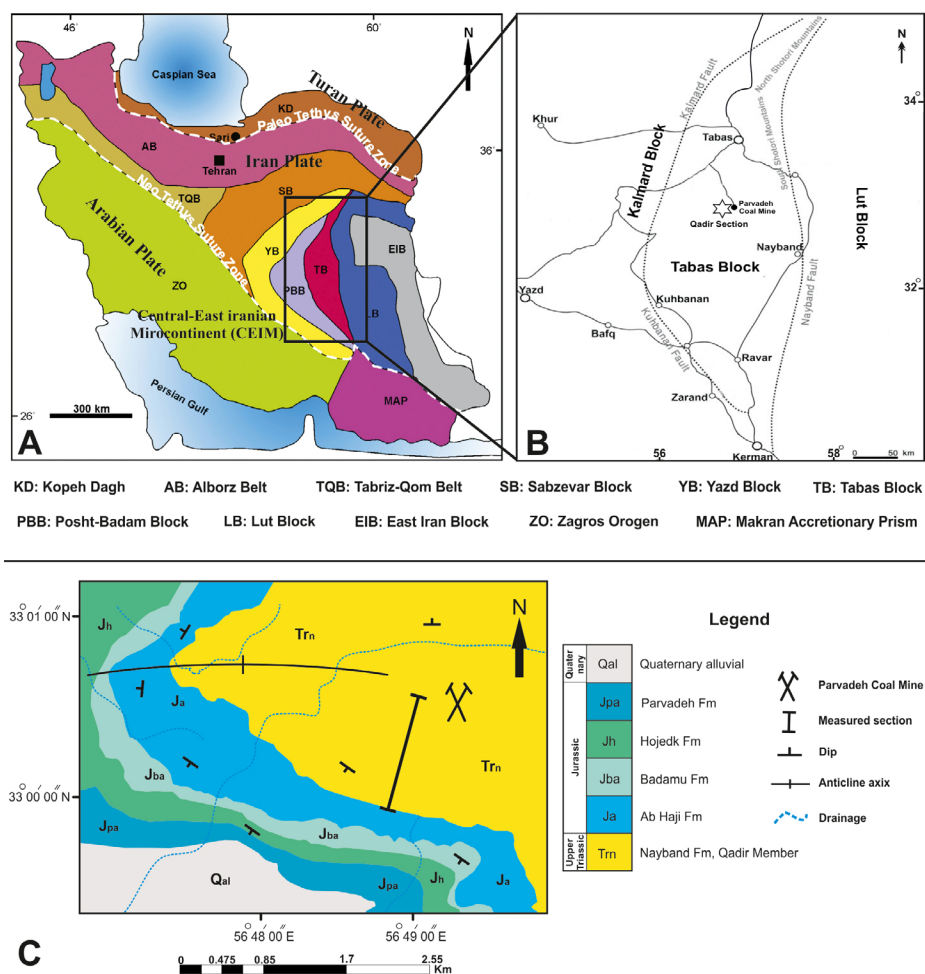 46°
60°
N
Caspian Sea
Turan Plate
KD
Paleo Tethys Suture Zone
Sari
AB
Iran Plate
Tehran
36°
TQB
SB
Neo Tethys Suture Zone
Arabian Plate
YB
EIB
TB
ZO
PBB
Central-East iranian
Mirocontinent (CEIM)
LB
Persian Gulf
MAP
26°
300 km
A
N
North Shotori Mountains
Kalmard Fault
34°
Khur
South Shotori Mountains
Tabas
Kalmard Block
Lut Block
Parvadeh
Coal Mine
Qadir Section
Nayband
Tabas Block
Yazd
Kuhbanan
Nayband Fault
32°
Bafq
Kuhbanan Fault
Ravar
Zarand
Kerman
56
58°
0 50 km
B
KD: Kopeh Dagh AB: Alborz Belt TQB: Tabriz-Qom Belt SB: Sabzevar Block YB: Yazd Block TB: Tabas Block
PBB: Posht-Badam Block LB: Lut Block EIB: East Iran Block ZO: Zagros Orogen MAP: Makran Accretionary Prism
33° 01′ 00″ N
Jh
Trn
N
Ja
Jba
Trn
33° 00′ 00″ N
Jpa
Jba
Qal
Jpa
Jh
Ja
56° 48′ 00″ E
56° 49′ 00″ E
C
0 0.475 0.85 1.7 2.55
Km
Legend
Quater
nary
Qal Quaternary alluvial
Jurassic
Jpa Parvadeh Fm
Jh Hojedk Fm
Jba Badamu Fm
Ja Ab Haji Fm
Upper
Triassic
Trn Nayband Fm, Qadir Member
Parvadeh Coal Mine
Measured section
Dip
Anticline axix
Drainage